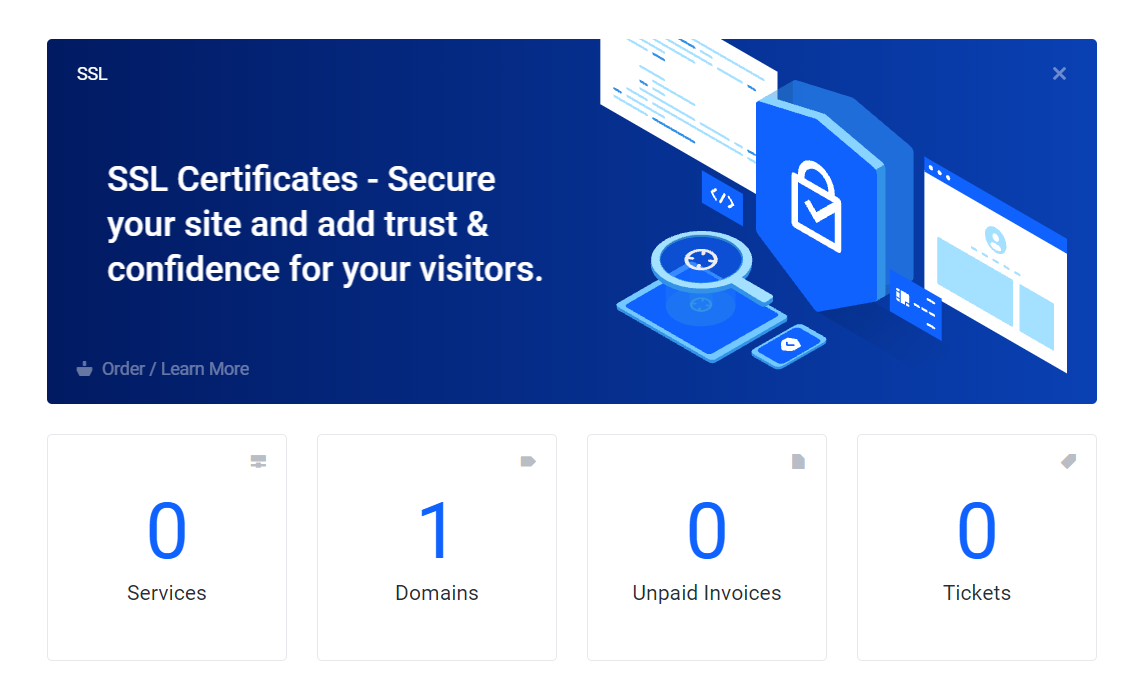 SSL
SSL Certificates - Secure
your site and add trust &
confidence for your visitors.
Order / Learn More
0
Services
1
Domains
0
Unpaid Invoices
0
Tickets